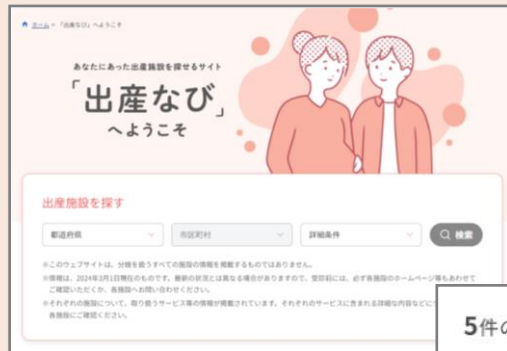 ホーム > 「出産なび」へようこそ
あなたにあった出産施設を探せるサイト
「出産なび」
へようこそ
出産施設を探す
都道府県
市区町村
詳細条件
検索
※このウェブサイトは、分娩を扱うすべての施設の情報を掲載するものではありません。
※情報は、2024年3月1日時点のものです。最新の状況とは異なる場合がありますので、受診前には、必ず各施設のホームページ等もあわせて
ご確認いただくか、各施設へお問い合わせください。
※それぞれの施設について、取り扱うサービス等の情報が掲載されています。それぞれのサービスに含まれる詳細な内容などに
各施設にご確認ください。
5件の